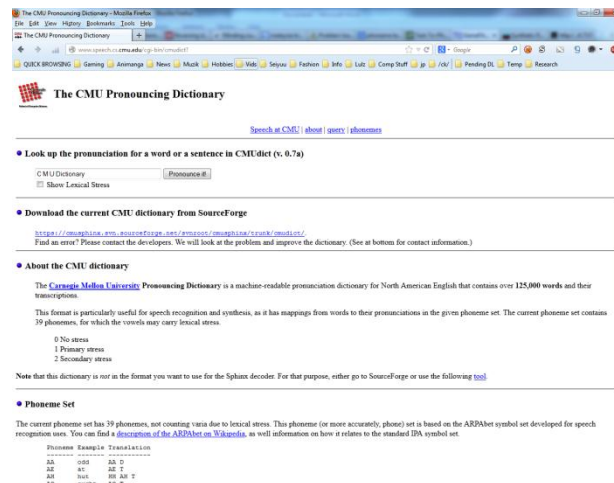 The CMU Pronouncing Dictionary - Mozilla Firefox
File Edit View History Bookmarks Tools Help
The CMU Pronouncing Dictionary
www.speech.cs.cmu.edu/cgi-bin/cmudict
Google
QUICK BROWSING Gaming Animanga News Muzik Hobbies Vids Seiyuu Fashion Info Lulz Comp Stuff jp /ck/ Pending DL Temp Research
The CMU Pronouncing Dictionary
Speech at CMU | about | query | phonemes
Look up the pronunciation for a word or a sentence in CMUdict (v. 0.7a)
C M U Dictionary Pronounce it!
Show Lexical Stress
Download the current CMU dictionary from SourceForge
https://cmusphinx.svn.sourceforge.net/svnroot/cmusphinx/trunk/cmudict/.
Find an error? Please contact the developers. We will look at the problem and improve the dictionary. (See at bottom for contact information.)
About the CMU dictionary
The Carnegie Mellon University Pronouncing Dictionary is a machine-readable pronunciation dictionary for North American English that contains over 125,000 words and their
transcriptions.
This format is particularly useful for speech recognition and synthesis, as it has mappings from words to their pronunciations in the given phoneme set. The current phoneme set contains
39 phonemes, for which the vowels may carry lexical stress.
0 No stress
1 Primary stress
2 Secondary stress
Note that this dictionary is not in the format you want to use for the Sphinx decoder. For that purpose, either go to SourceForge or use the following tool.
Phoneme Set
The current phoneme set has 39 phonemes, not counting varia due to lexical stress. This phoneme (or more accurately, phone) set is based on the ARPAbet symbol set developed for speech
recognition uses. You can find a description of the ARPAbet on Wikipedia, as well information on how it relates to the standard IPA symbol set.
Phoneme Example Translation
------- ------- -----------
AA odd AA D
AE at AE T
AH hut HH AH T